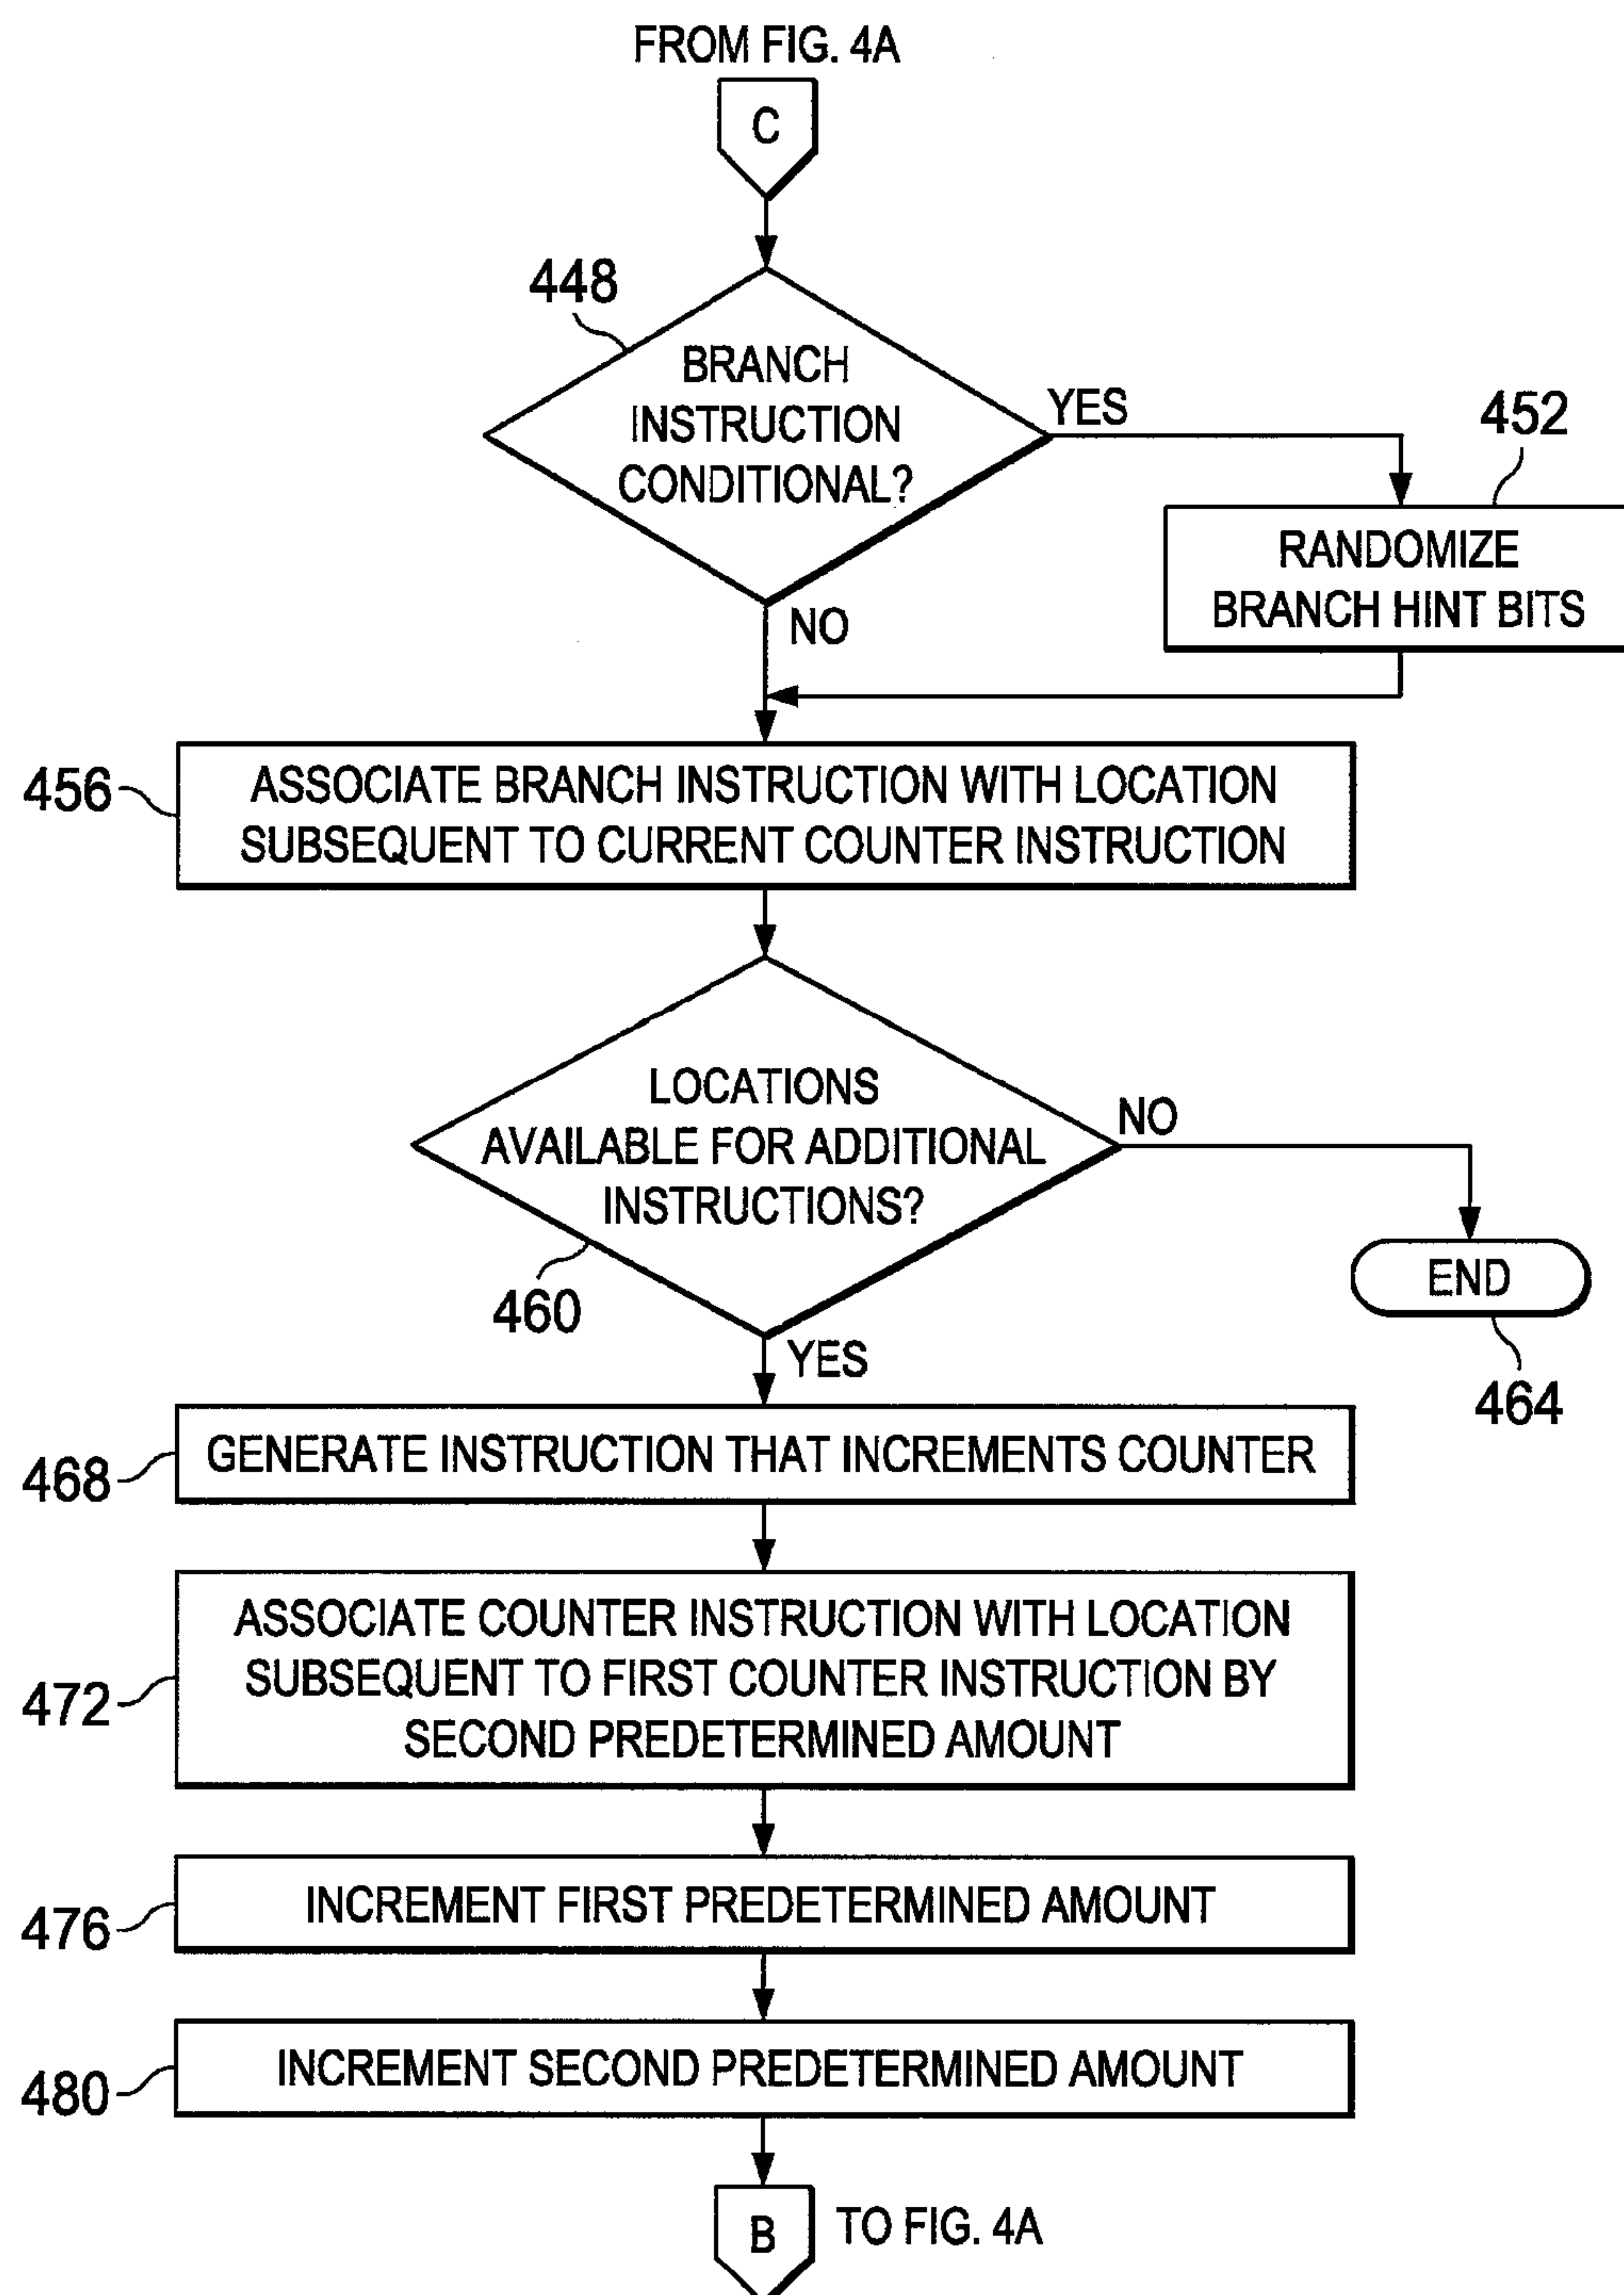 FROM FIG. 4A
C
448
BRANCH
INSTRUCTION
CONDITIONAL?
YES
452
RANDOMIZE
BRANCH HINT BITS
NO
456
ASSOCIATE BRANCH INSTRUCTION WITH LOCATION
SUBSEQUENT TO CURRENT COUNTER INSTRUCTION
LOCATIONS
AVAILABLE FOR ADDITIONAL
INSTRUCTIONS?
NO
460
END
464
YES
468
GENERATE INSTRUCTION THAT INCREMENTS COUNTER
472
ASSOCIATE COUNTER INSTRUCTION WITH LOCATION
SUBSEQUENT TO FIRST COUNTER INSTRUCTION BY
SECOND PREDETERMINED AMOUNT
476
INCREMENT FIRST PREDETERMINED AMOUNT
480
INCREMENT SECOND PREDETERMINED AMOUNT
B
TO FIG. 4A